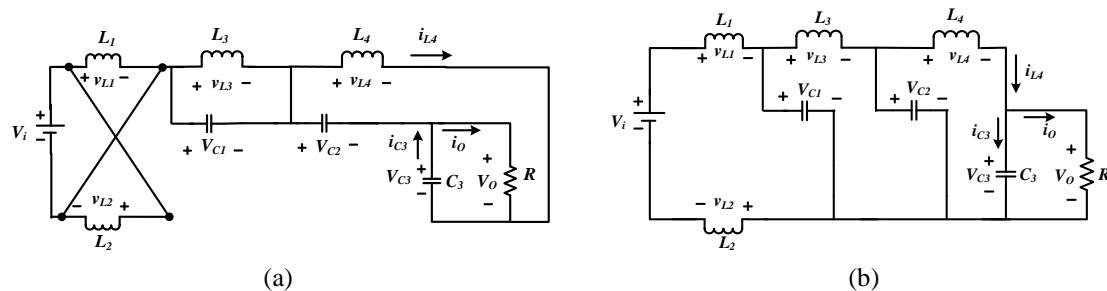 L1 L3 L4 iL4
+ vL1 - + vL3 - + vL4 -
+ Vi -
+ VC1 - + VC2 -
iC3 iO
+ VC3 - C3 + VO - R
- vL2 +
L2
(a)
L1 L3 L4
+ vL1 - + vL3 - + vL4 - iL4
+ VC1 - + VC2 -
+ Vi -
iC3 iO
+ VC3 - C3 + VO - R
- vL2 +
L2
(b)